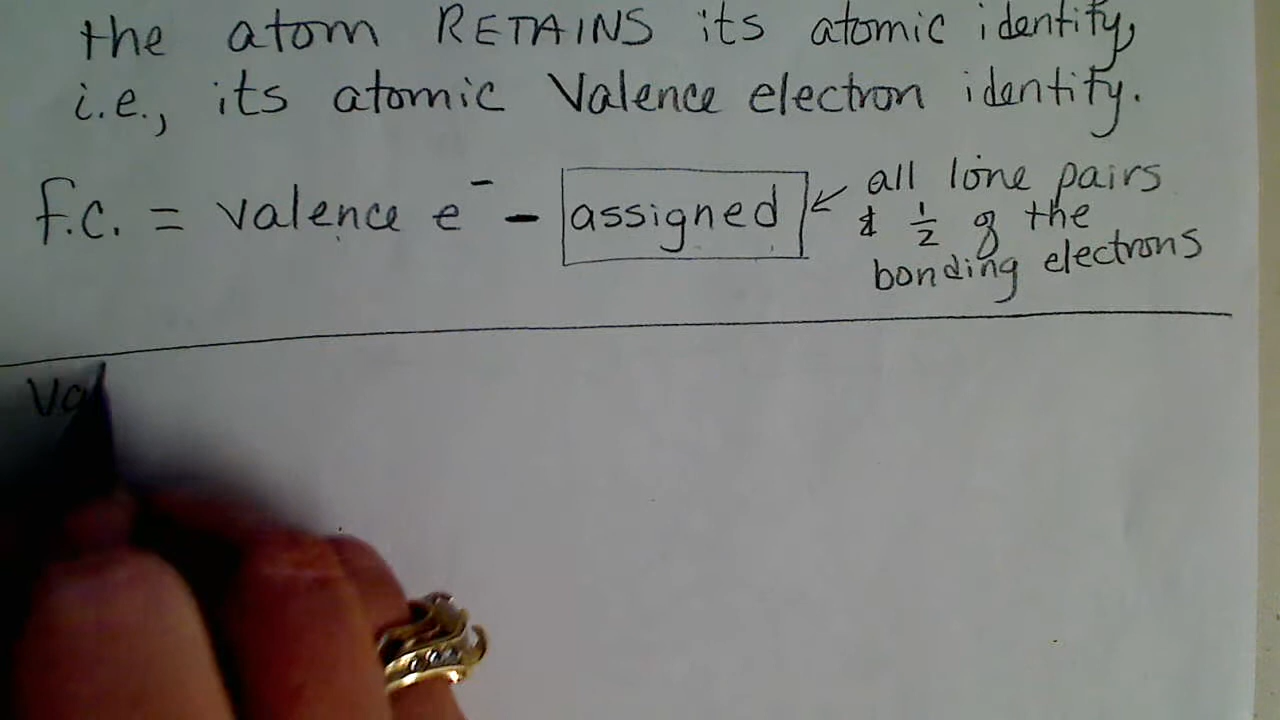 the atom RETAINS its atomic identity,
i.e., its atomic Valence electron identity.
f.c. = valence e⁻ - assigned ↙ all lone pairs
& 1/2 of the
bonding electrons
Val